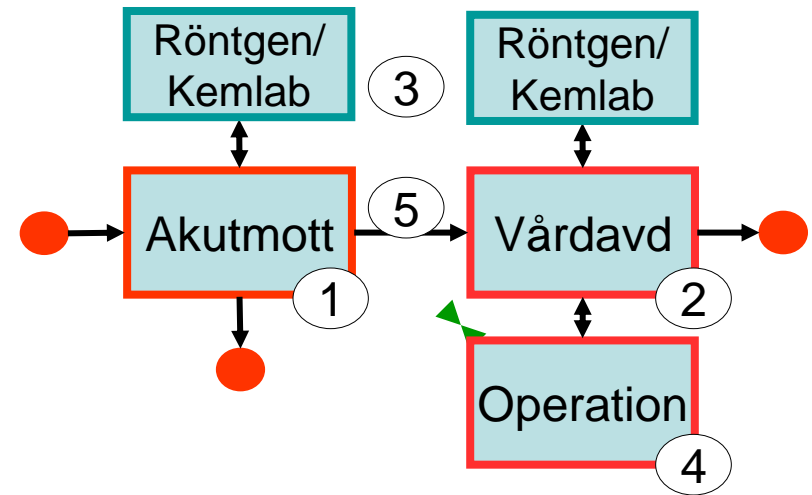 Röntgen/
Kemlab
3
Röntgen/
Kemlab
Akutmott
5
Vårdavd
1
2
Operation
4